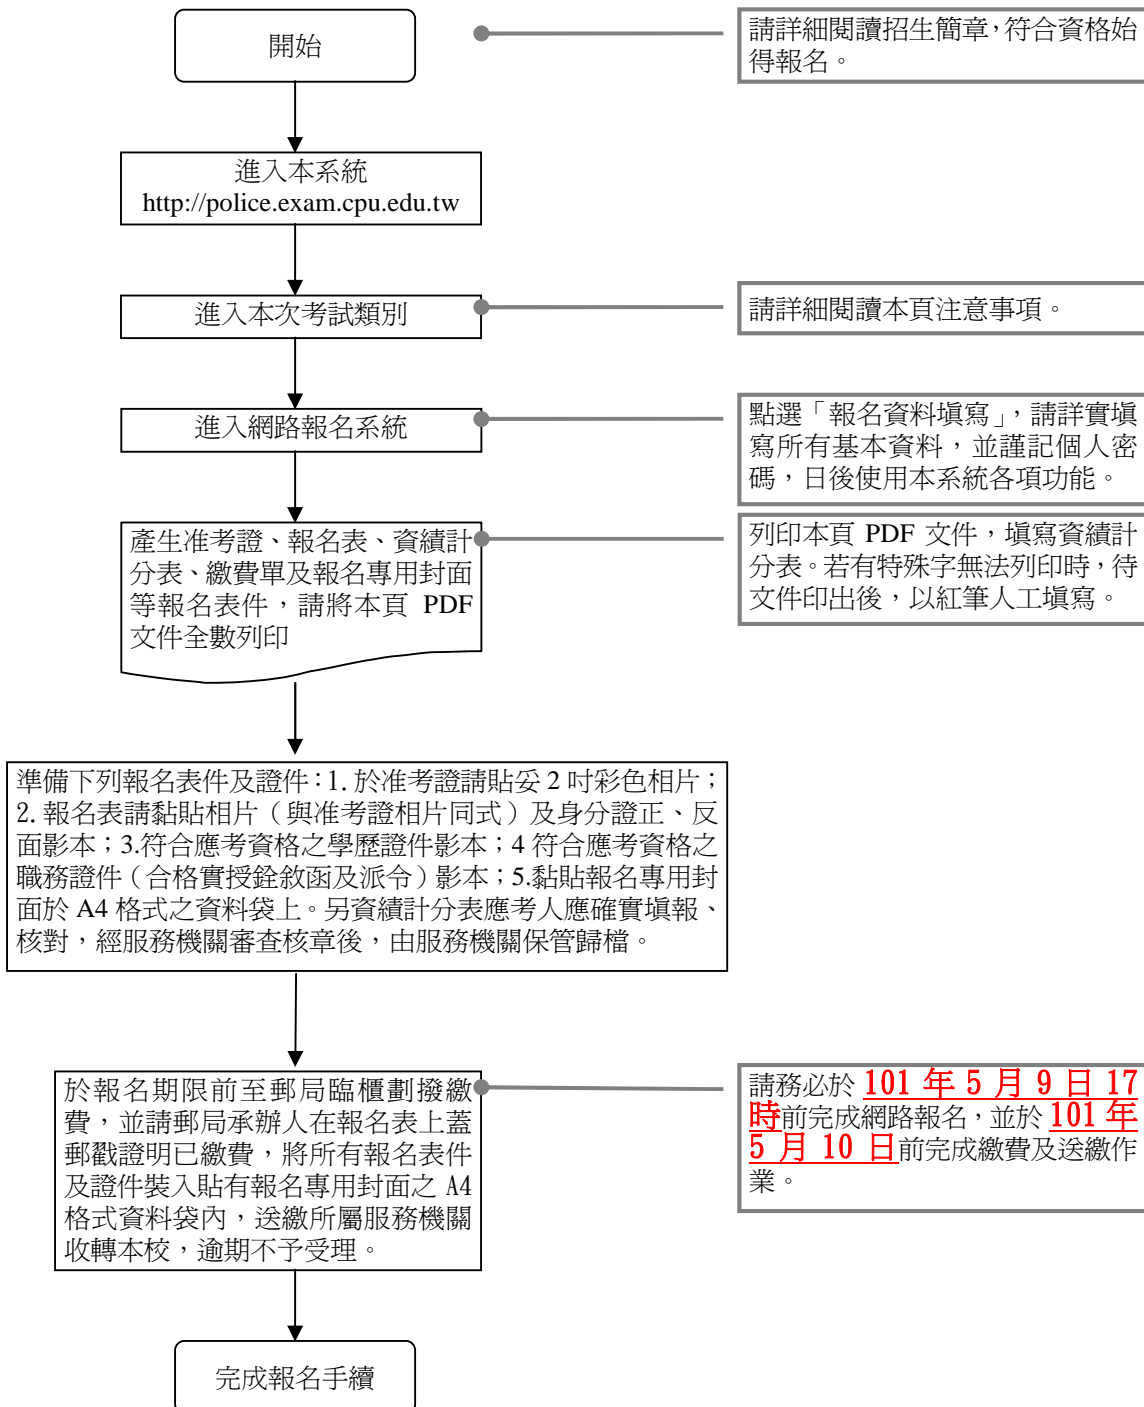 開始
請詳細閱讀招生簡章，符合資格始
得報名。
進入本系統
http://police.exam.cpu.edu.tw
進入本次考試類別
請詳細閱讀本頁注意事項。
進入網路報名系統
點選「報名資料填寫」，請詳實填
寫所有基本資料，並謹記個人密
碼，日後使用本系統各項功能。
產生准考證、報名表、資績計
分表、繳費單及報名專用封面
等報名表件，請將本頁 PDF
文件全數列印
列印本頁 PDF 文件，填寫資績計
分表。若有特殊字無法列印時，待
文件印出後，以紅筆人工填寫。
準備下列報名表件及證件：1. 於准考證請貼妥 2 吋彩色相片；
2. 報名表請黏貼相片（與准考證相片同式）及身分證正、反
面影本；3.符合應考資格之學歷證件影本；4 符合應考資格之
職務證件（合格實授銓敘函及派令）影本；5.黏貼報名專用封
面於 A4 格式之資料袋上。另資績計分表應考人應確實填報、
核對，經服務機關審查核章後，由服務機關保管歸檔。
於報名期限前至郵局臨櫃劃撥繳
費，並請郵局承辦人在報名表上蓋
郵戳證明已繳費，將所有報名表件
及證件裝入貼有報名專用封面之 A4
格式資料袋內，送繳所屬服務機關
收轉本校，逾期不予受理。
請務必於 101 年 5 月 9 日 17
時前完成網路報名，並於 101 年
5 月 10 日前完成繳費及送繳作
業。
完成報名手續